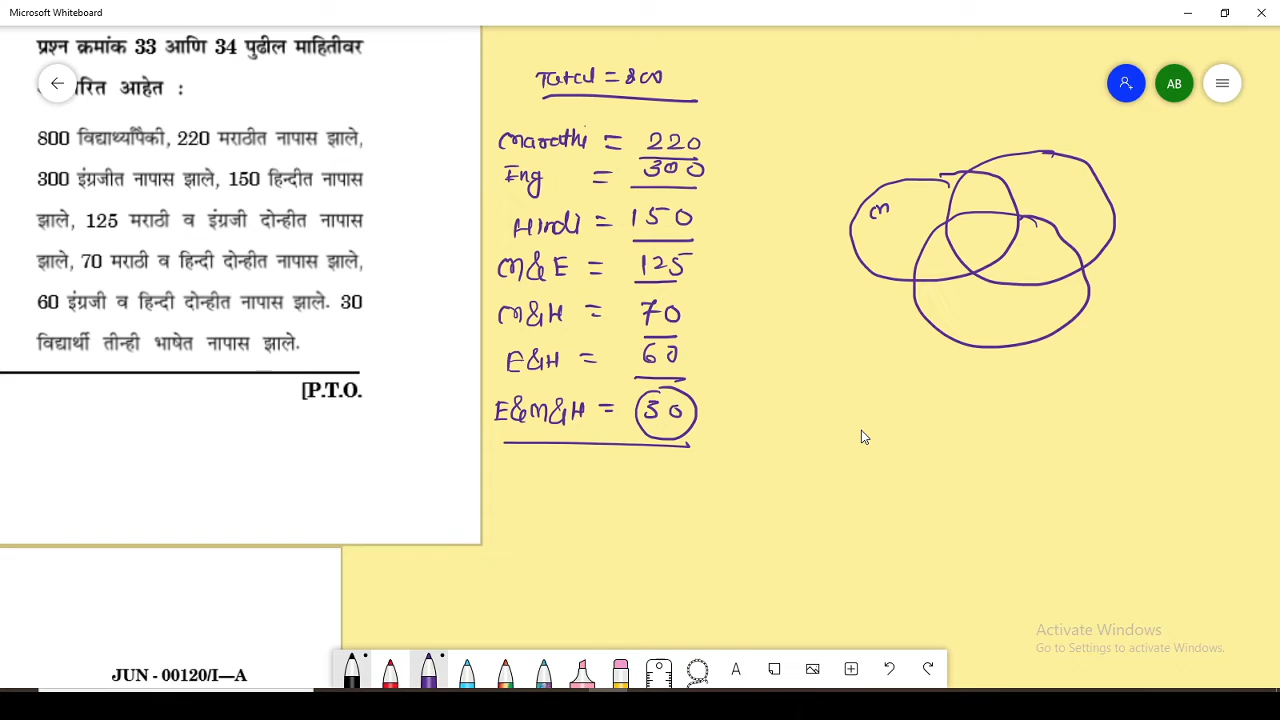 Microsoft Whiteboard
प्रश्न क्रमांक 33 आणि 34 पुढील माहितीवर
रित आहेत :
800 विद्यार्थ्यांपैकी, 220 मराठीत नापास झाले,
300 इंग्रजीत नापास झाले, 150 हिन्दीत नापास
झाले, 125 मराठी व इंग्रजी दोन्हीत नापास
झाले, 70 मराठी व हिन्दी दोन्हीत नापास झाले,
60 इंग्रजी व हिन्दी दोन्हीत नापास झाले. 30
विद्यार्थी तीन्ही भाषेत नापास झाले.
[P.T.O.
JUN - 00120/I—A
Total = 800
Marathi = 220
Eng = 300
Hindi = 150
M&E = 125
M&H = 70
E&H = 60
E&M&H = 30
M
AB
Activate Windows
Go to Settings to activate Windows.
A